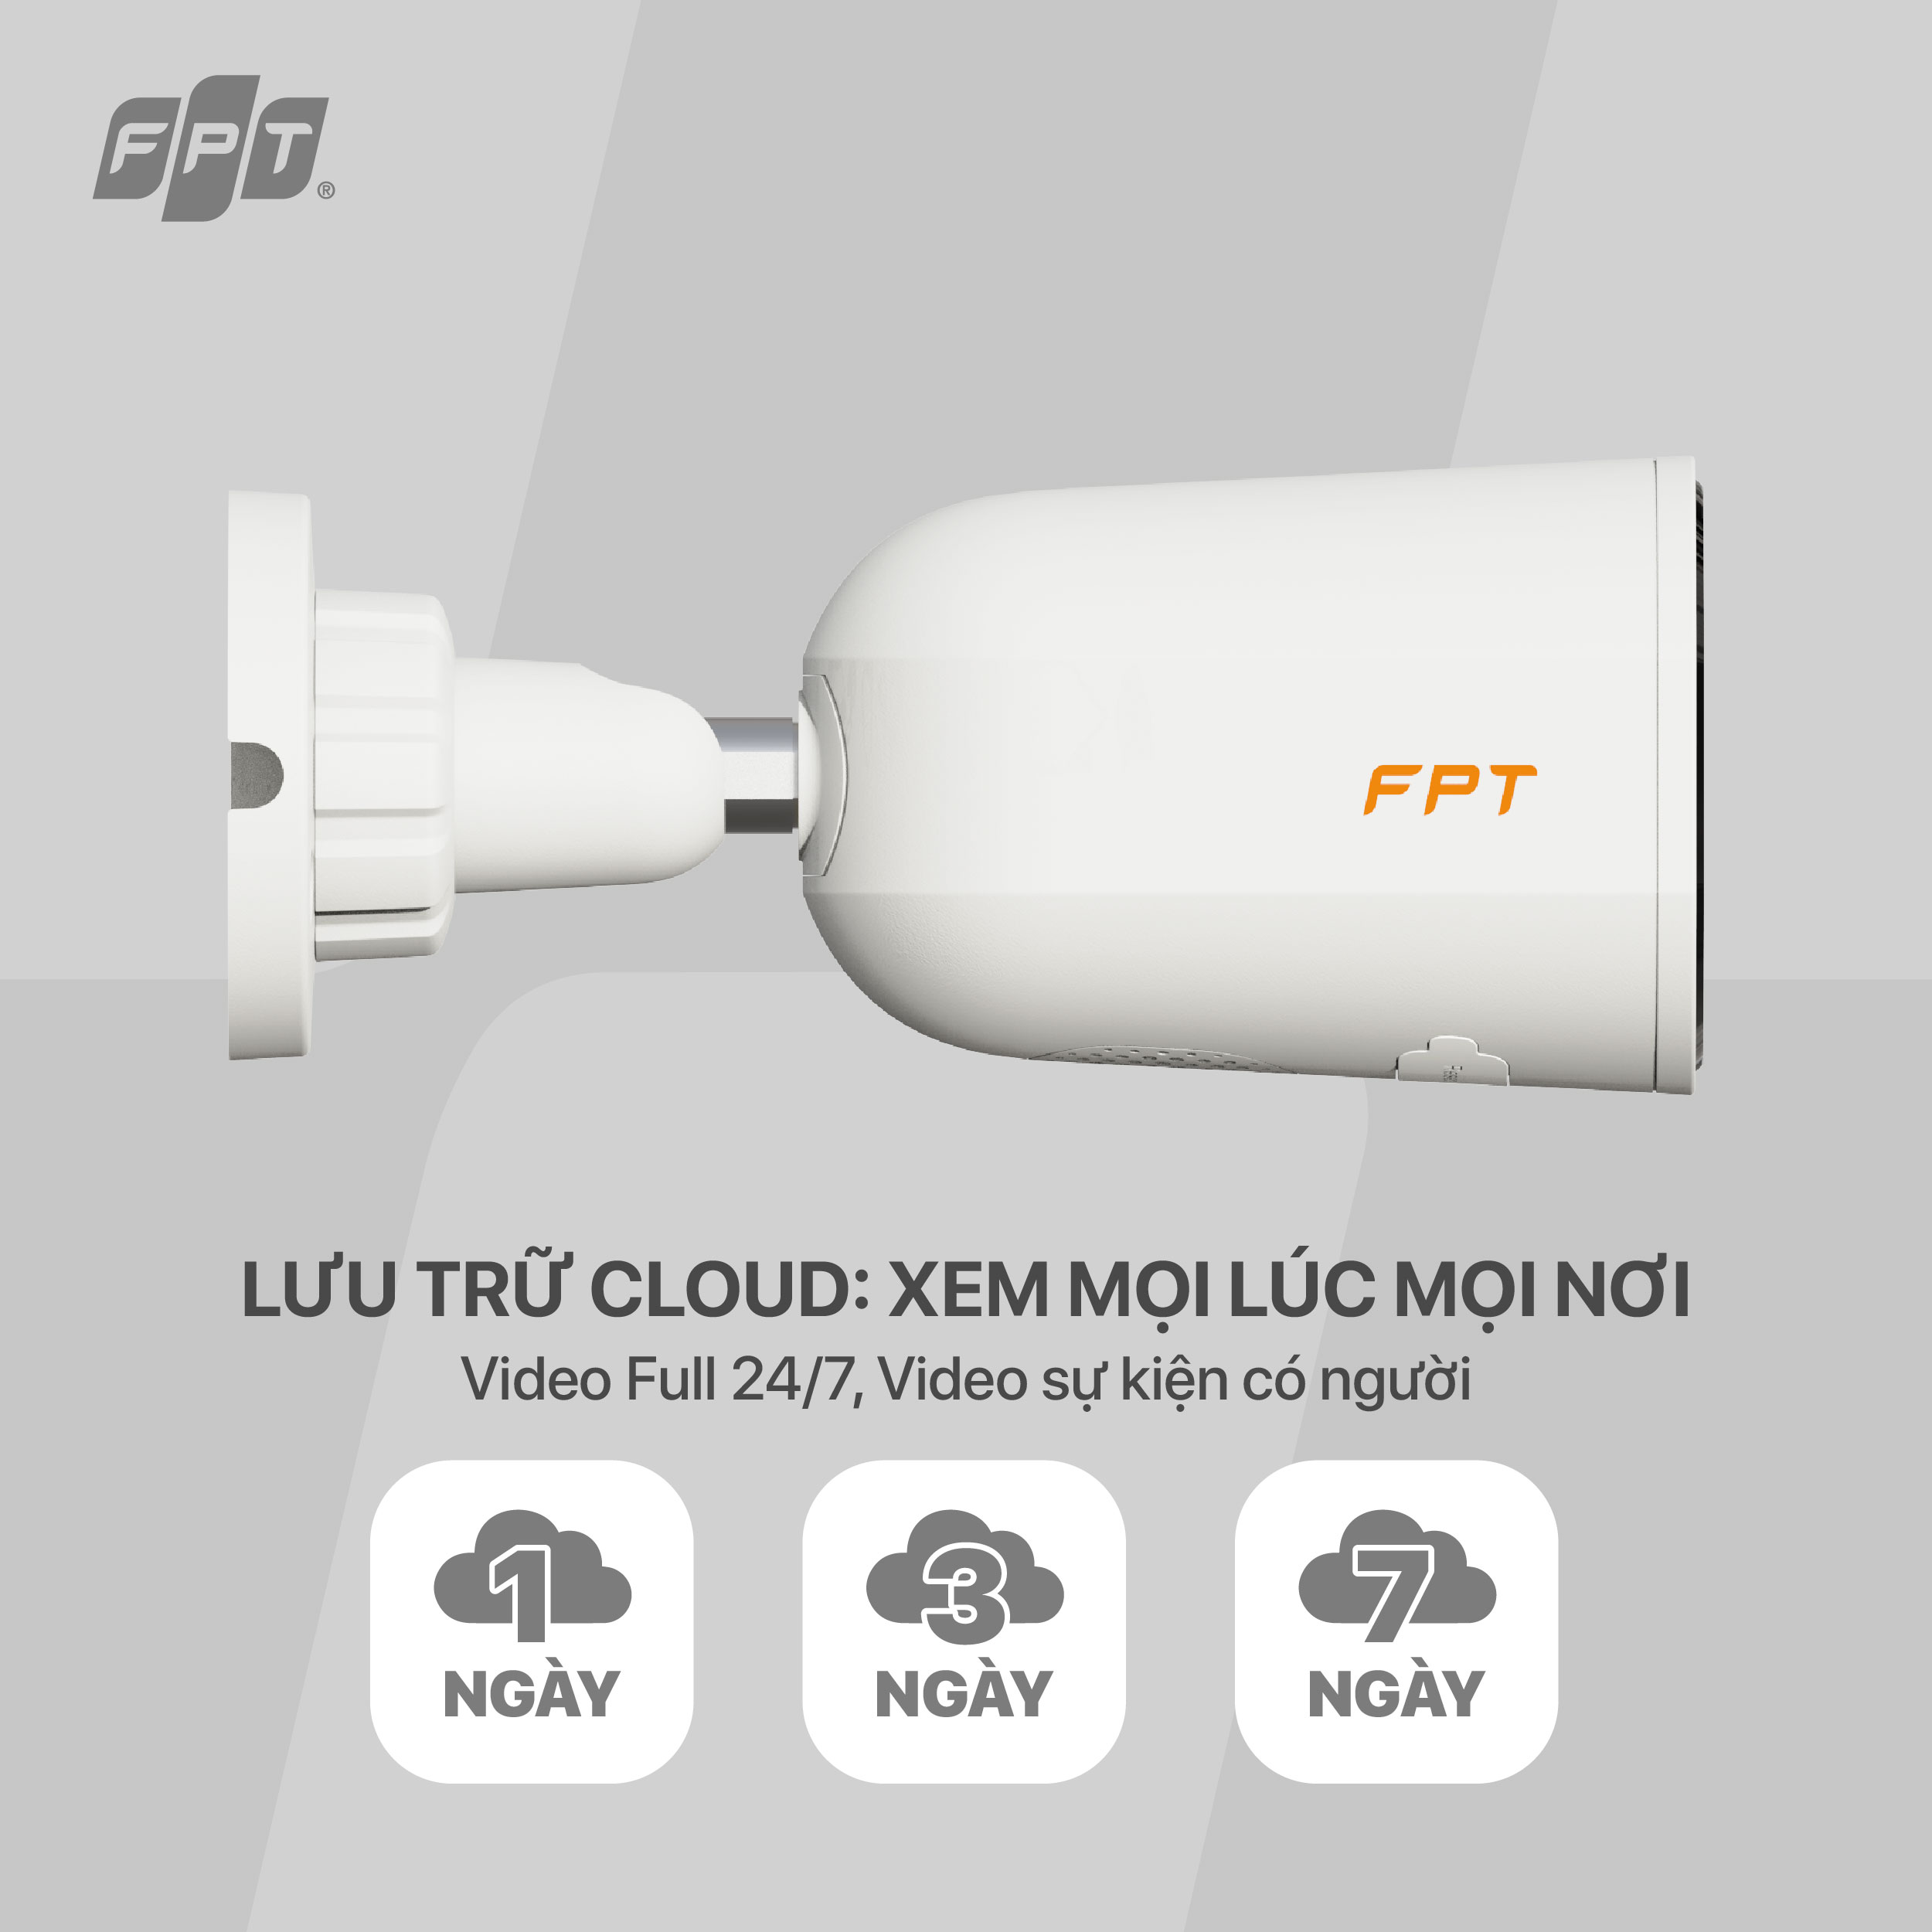 FPT®
FPT
LƯU TRỮ CLOUD: XEM MỌI LÚC MỌI NƠI
Video Full 24/7, Video sự kiện có người
1 3 7
NGÀY NGÀY NGÀY